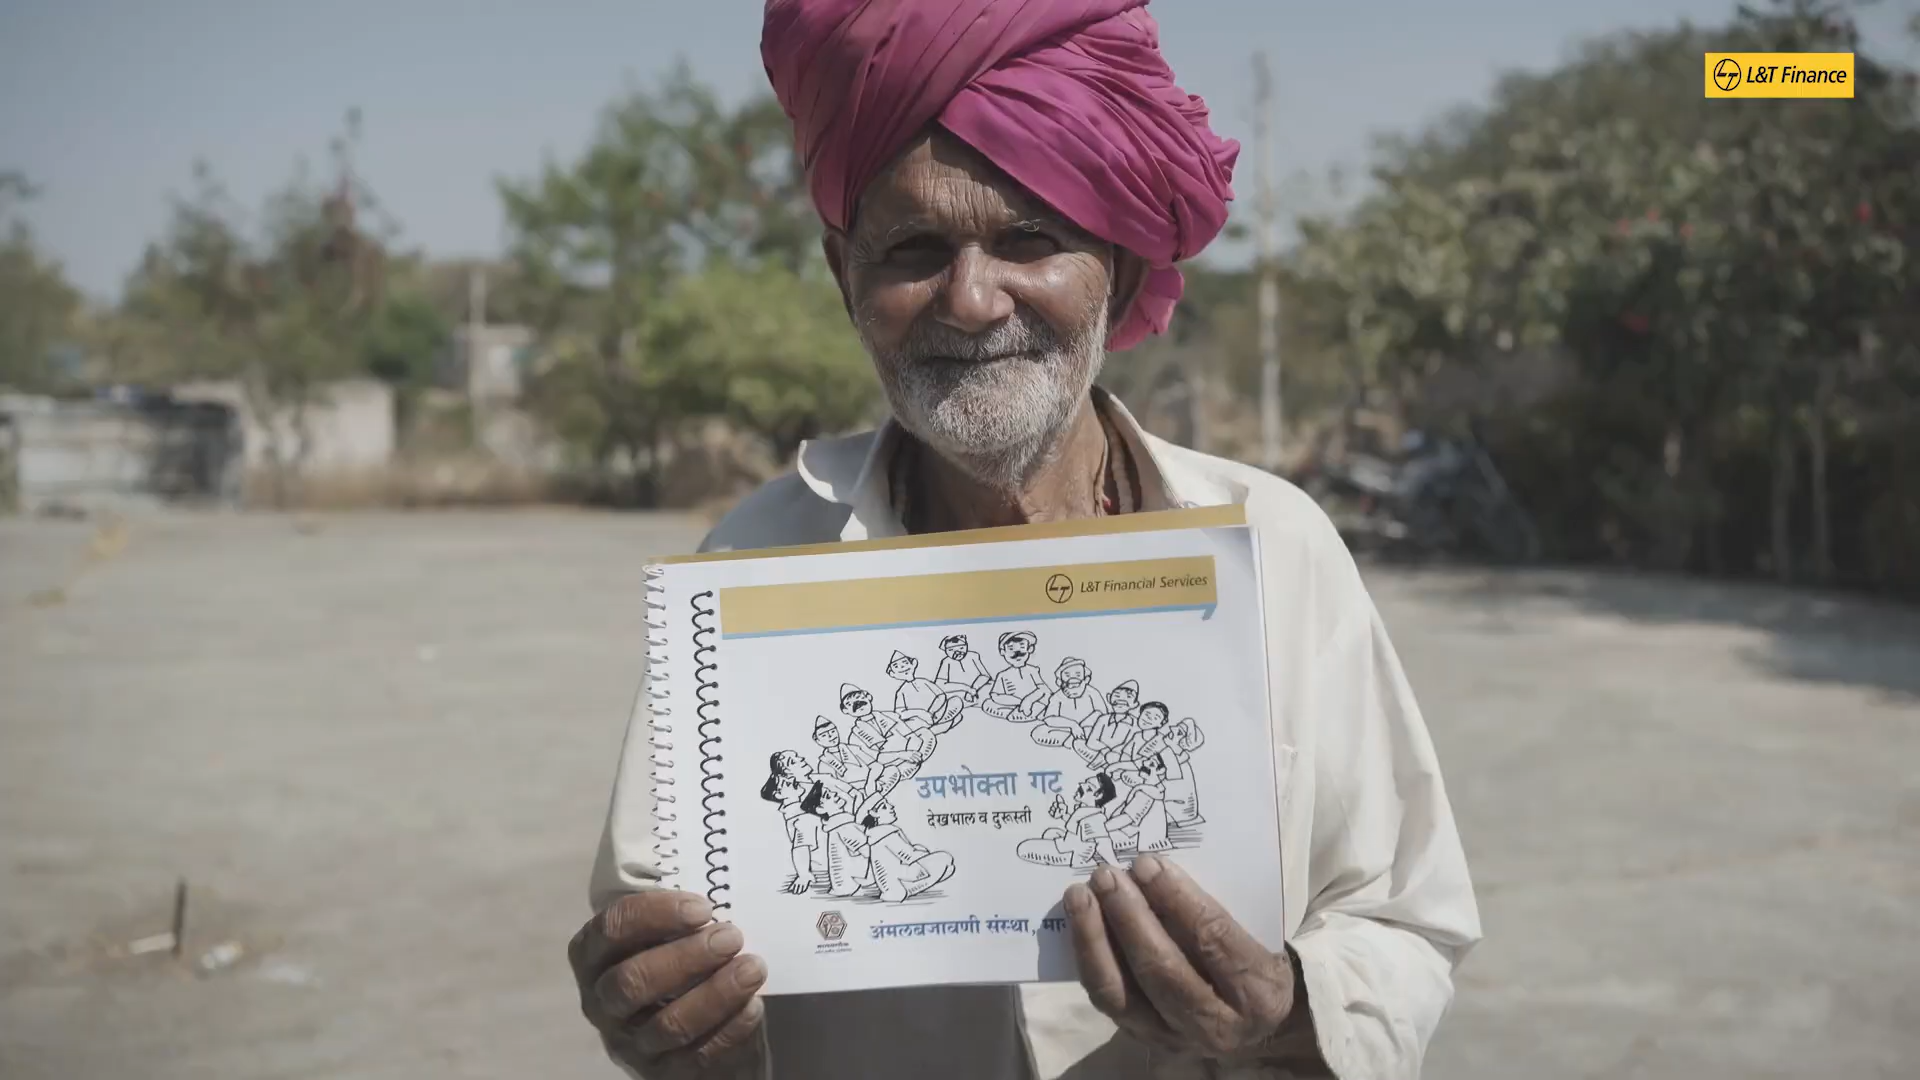 L&T Finance
L&T Financial Services
उपभोक्ता गट
देखभाल व दुरूस्ती
अंमलबजावणी संस्था,